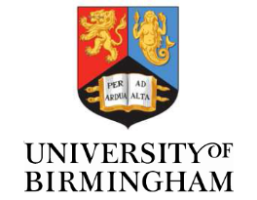 PER AD
ARDUA ALTA
UNIVERSITY OF
BIRMINGHAM